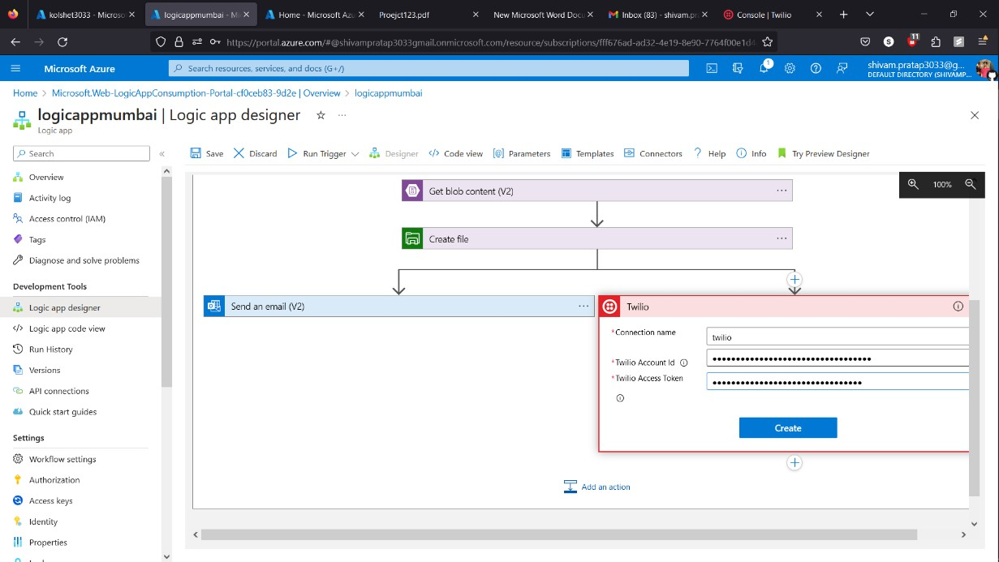 kolshet3033 - Microso
logicappmumbai - Mi
Home - Microsoft Azu
Proejct123.pdf
New Microsoft Word Docu
Inbox (83) - shivam.pr
Console | Twilio
https://portal.azure.com/#@shivampratap3033gmail.onmicrosoft.com/resource/subscriptions/fff676ad-ad32-4e19-8e90-7764f00e1d4
11
S
Microsoft Azure
Search resources, services, and docs (G+/)
1
shivam.pratap3033@g...
DEFAULT DIRECTORY (SHIVAMP...
Home > Microsoft.Web-LogicAppConsumption-Portal-cf0ceb83-9d2e | Overview > logicappmumbai
logicappmumbai | Logic app designer
Logic app
Search
Save Discard Run Trigger Designer Code view Parameters Templates Connectors Help Info Try Preview Designer
Overview
Activity log
Access control (IAM)
Tags
Diagnose and solve problems
Development Tools
Logic app designer
Logic app code view
Run History
Versions
API connections
Quick start guides
Settings
Workflow settings
Authorization
Access keys
Identity
Properties
Get blob content (V2)
100%
Create file
Send an email (V2)
Twilio
*Connection name
twilio
*Twilio Account Id
*Twilio Access Token
Create
Add an action